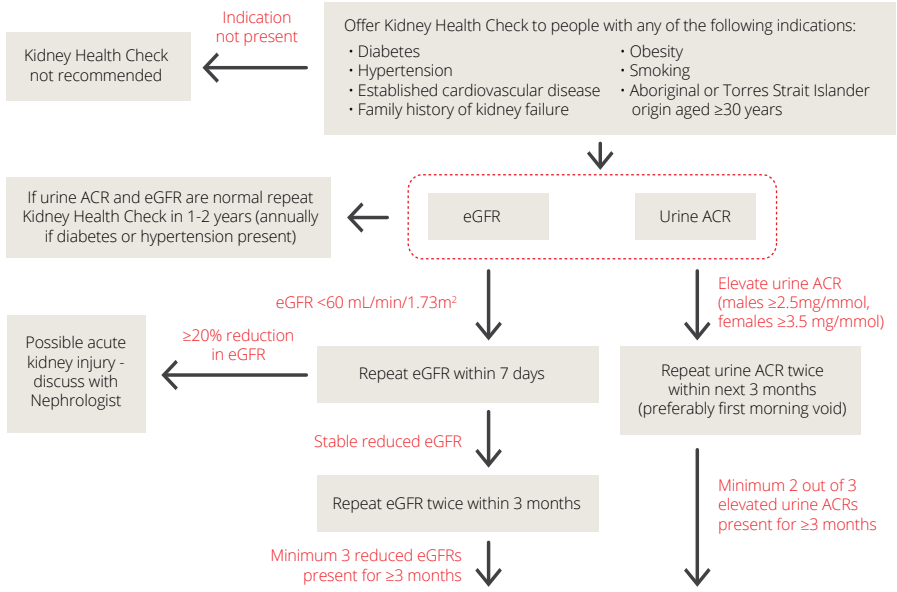 Indication
not present
Kidney Health Check
not recommended
Offer Kidney Health Check to people with any of the following indications:
• Diabetes
• Hypertension
• Established cardiovascular disease
• Family history of kidney failure
• Obesity
• Smoking
• Aboriginal or Torres Strait Islander
origin aged ≥30 years
If urine ACR and eGFR are normal repeat
Kidney Health Check in 1-2 years (annually
if diabetes or hypertension present)
eGFR
Urine ACR
eGFR <60 mL/min/1.73m²
Elevate urine ACR
(males ≥2.5mg/mmol,
females ≥3.5 mg/mmol)
Possible acute
kidney injury -
discuss with
Nephrologist
≥20% reduction
in eGFR
Repeat eGFR within 7 days
Repeat urine ACR twice
within next 3 months
(preferably first morning void)
Stable reduced eGFR
Repeat eGFR twice within 3 months
Minimum 2 out of 3
elevated urine ACRs
present for ≥3 months
Minimum 3 reduced eGFRs
present for ≥3 months